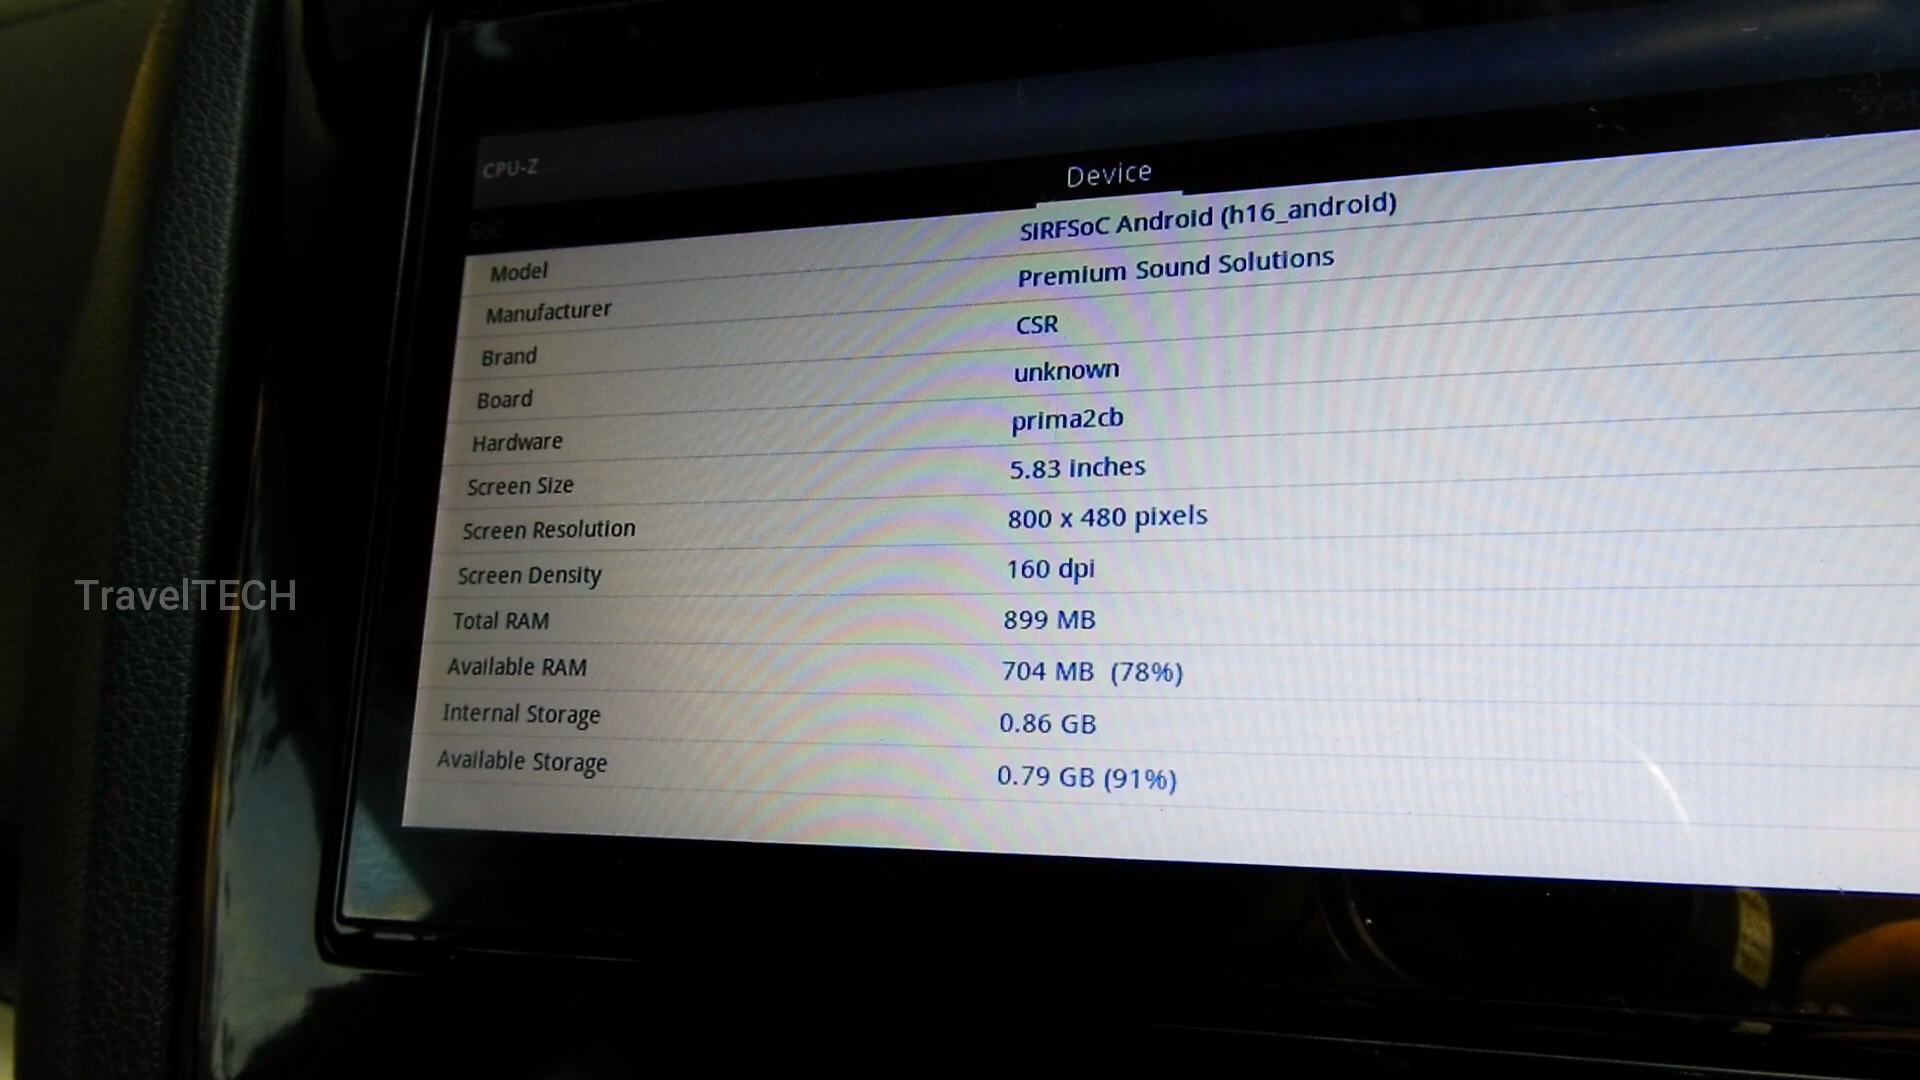 CPU-Z
SoC
Device
Model SIRFSoC Android (h16_android)
Manufacturer Premium Sound Solutions
Brand CSR
Board unknown
Hardware prima2cb
Screen Size 5.83 inches
Screen Resolution 800 x 480 pixels
Screen Density 160 dpi
Total RAM 899 MB
Available RAM 704 MB (78%)
Internal Storage 0.86 GB
Available Storage 0.79 GB (91%)
TravelTECH